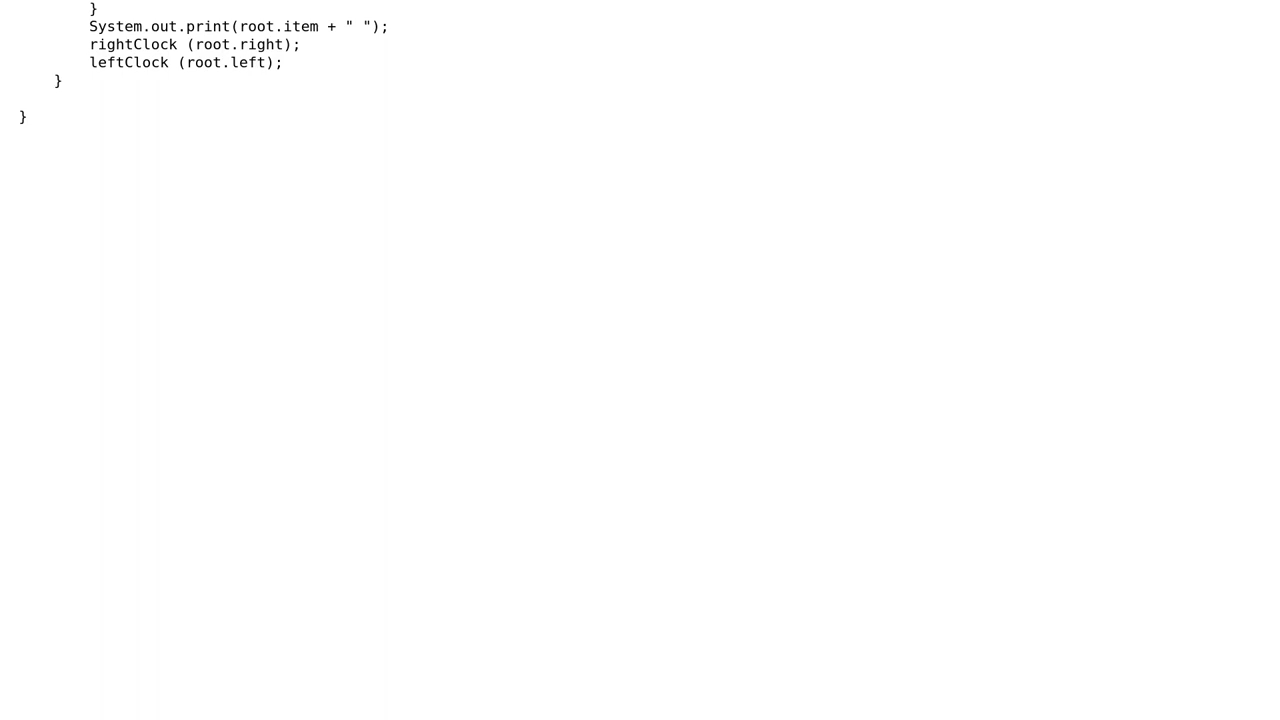 }
System.out.print(root.item + " ");
rightClock (root.right);
leftClock (root.left);
}
}